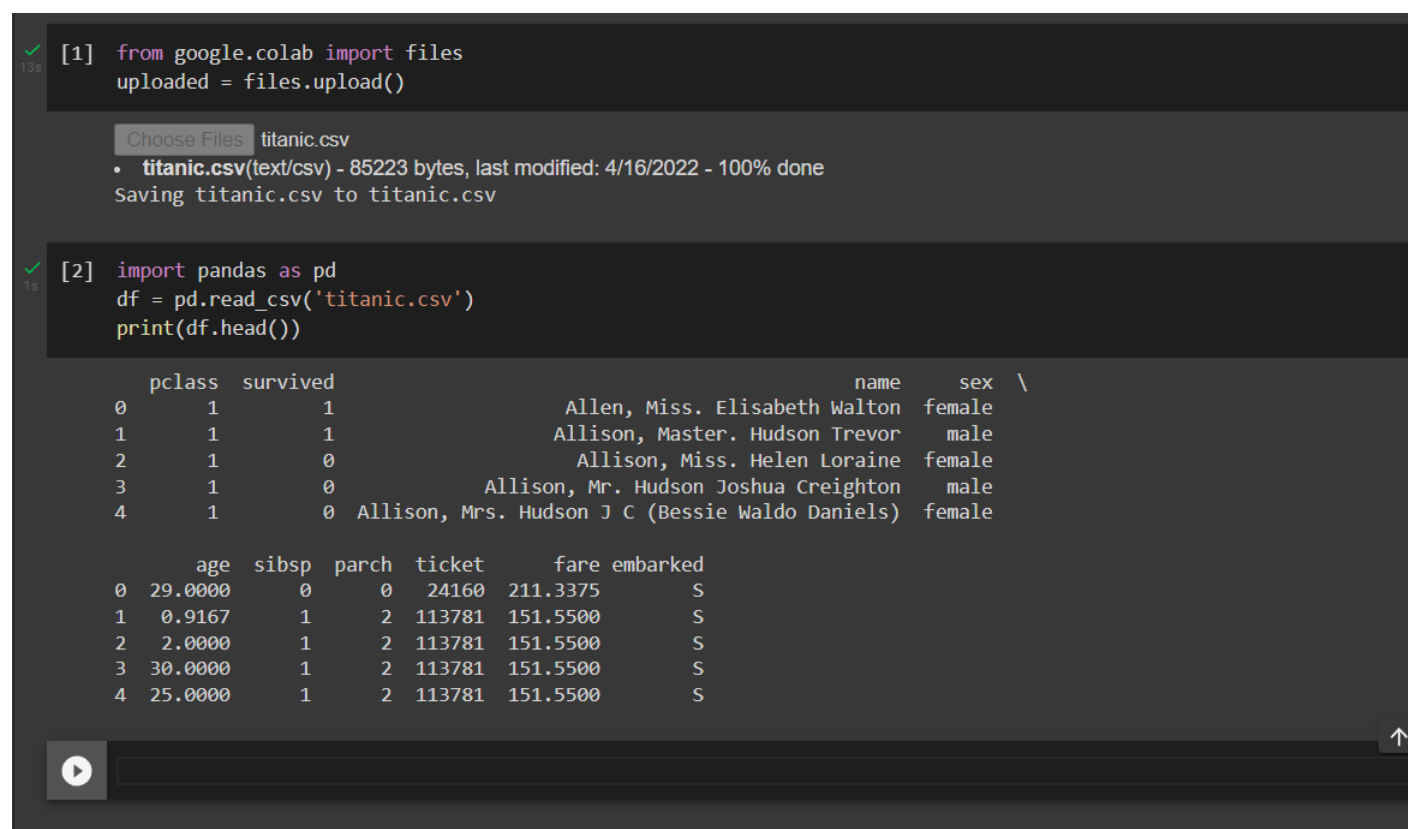 [1] from google.colab import files
13s
uploaded = files.upload()
Choose Files titanic.csv
• titanic.csv(text/csv) - 85223 bytes, last modified: 4/16/2022 - 100% done
Saving titanic.csv to titanic.csv
[2] import pandas as pd
1s
df = pd.read_csv('titanic.csv')
print(df.head())
   pclass  survived                                             name     sex  \
0       1         1                    Allen, Miss. Elisabeth Walton  female
1       1         1                   Allison, Master. Hudson Trevor    male
2       1         0                     Allison, Miss. Helen Loraine  female
3       1         0             Allison, Mr. Hudson Joshua Creighton    male
4       1         0  Allison, Mrs. Hudson J C (Bessie Waldo Daniels)  female
       age  sibsp  parch  ticket      fare embarked
0  29.0000      0      0   24160  211.3375        S
1   0.9167      1      2  113781  151.5500        S
2   2.0000      1      2  113781  151.5500        S
3  30.0000      1      2  113781  151.5500        S
4  25.0000      1      2  113781  151.5500        S